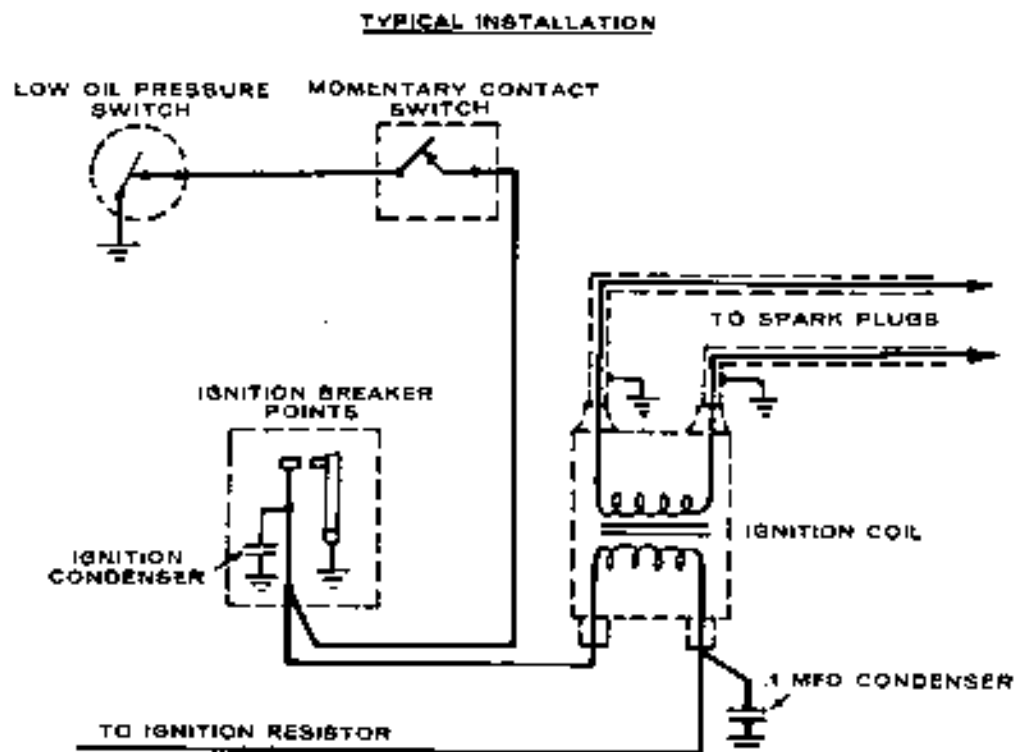 TYPICAL INSTALLATION
LOW OIL PRESSURE
SWITCH
MOMENTARY CONTACT
SWITCH
TO SPARK PLUGS
IGNITION BREAKER
POINTS
IGNITION COIL
IGNITION
CONDENSER
.1 MFD CONDENSER
TO IGNITION RESISTOR